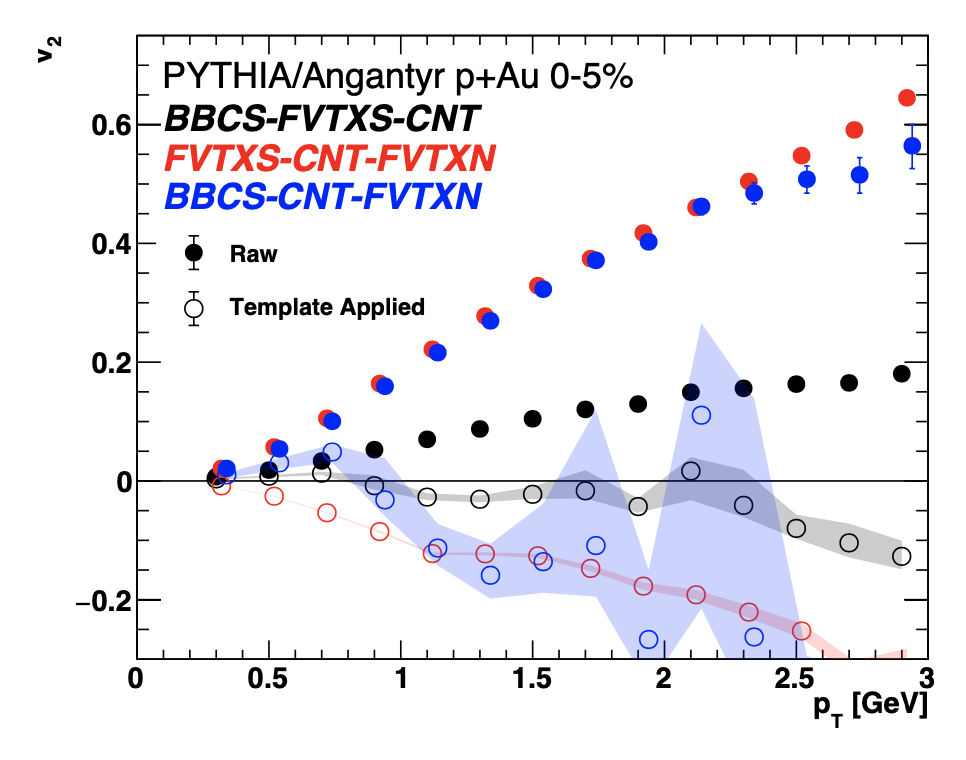 v2
PYTHIA/Angantyr p+Au 0-5%
BBCS-FVTXS-CNT
FVTXS-CNT-FVTXN
BBCS-CNT-FVTXN
Raw
Template Applied
0.6
0.4
0.2
0
−0.2
0 0.5 1 1.5 2 2.5 3
pT [GeV]